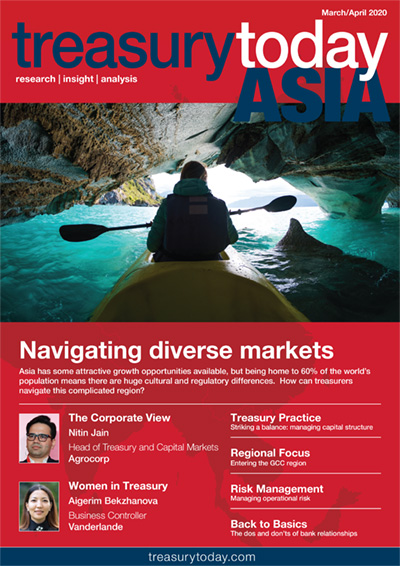 March/April 2020
treasurytoday
research | insight | analysis
ASIA
Navigating diverse markets
Asia has some attractive growth opportunities available, but being home to 60% of the world's
population means there are huge cultural and regulatory differences. How can treasurers
navigate this complicated region?
The Corporate View
Nitin Jain
Head of Treasury and Capital Markets
Agrocorp
Women in Treasury
Aigerim Bekzhanova
Business Controller
Vanderlande
Treasury Practice
Striking a balance: managing capital structure
Regional Focus
Entering the GCC region
Risk Management
Managing operational risk
Back to Basics
The dos and don'ts of bank relationships
treasurytoday.com